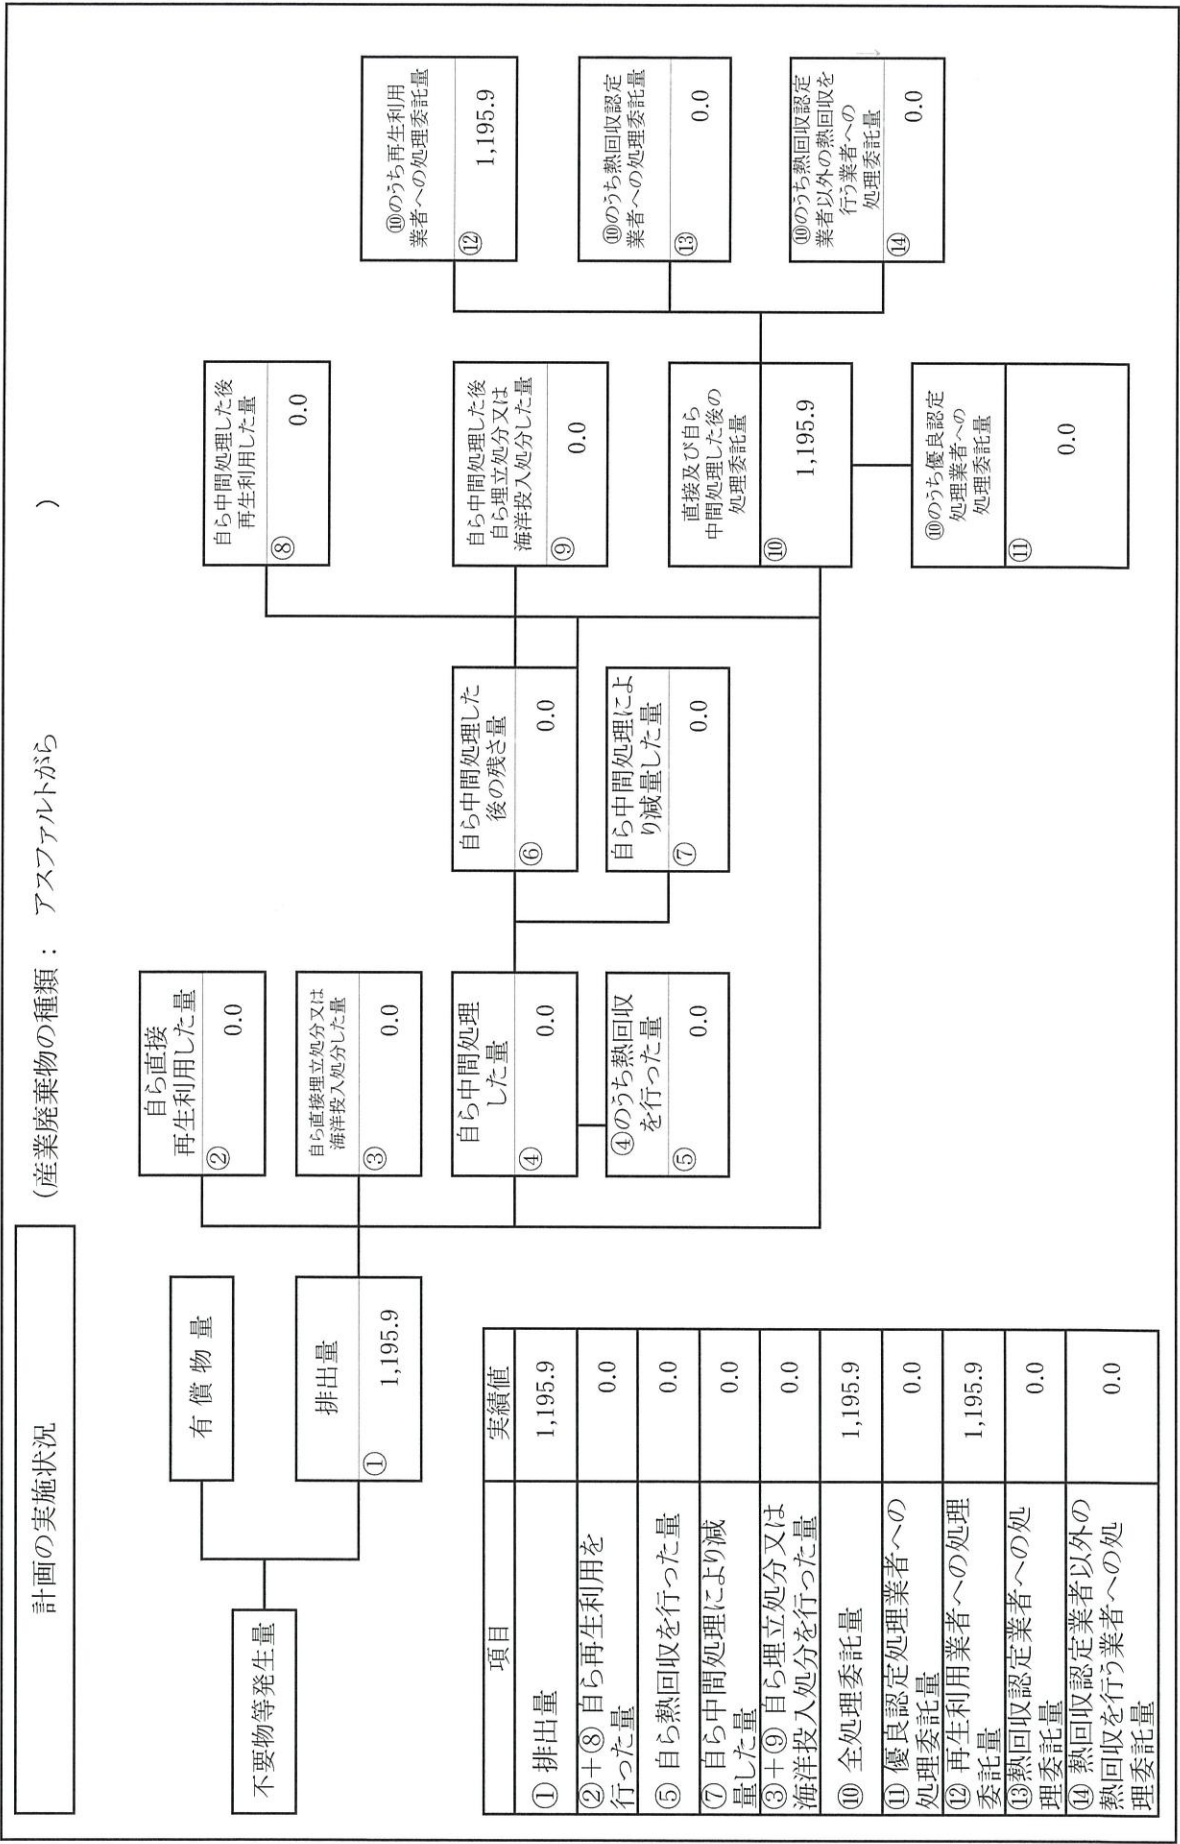 計画の実施状況
(産業廃棄物の種類： アスファルトがら )
不要物等発生量
有償物量
排出量
① 1,195.9
自ら直接
再生利用した量
② 0.0
自ら直接埋立処分又は
海洋投入処分した量
③ 0.0
自ら中間処理
した量
④ 0.0
④のうち熱回収
を行った量
⑤ 0.0
自ら中間処理した
後の残さ量
⑥ 0.0
自ら中間処理によ
り減量した量
⑦ 0.0
自ら中間処理した後
再生利用した量
⑧ 0.0
自ら中間処理した後
自ら埋立処分又は
海洋投入処分した量
⑨ 0.0
直接及び自ら
中間処理した後の
処理委託量
⑩ 1,195.9
⑩のうち優良認定
処理業者への
処理委託量
⑪ 0.0
⑩のうち再生利用
業者への処理委託量
⑫ 1,195.9
⑩のうち熱回収認定
業者への処理委託量
⑬ 0.0
⑩のうち熱回収認定
業者以外の熱回収を
行う業者への
処理委託量
⑭ 0.0
項目 実績値
① 排出量 1,195.9
②＋⑧ 自ら再生利用を
行った量 0.0
⑤ 自ら熱回収を行った量 0.0
⑦ 自ら中間処理により減
量した量 0.0
③＋⑨ 自ら埋立処分又は
海洋投入処分を行った量 0.0
⑩ 全処理委託量 1,195.9
⑪ 優良認定処理業者への
処理委託量 0.0
⑫ 再生利用業者への処理
委託量 1,195.9
⑬熱回収認定業者への処
理委託量 0.0
⑭ 熱回収認定業者以外の
熱回収を行う業者への処
理委託量 0.0